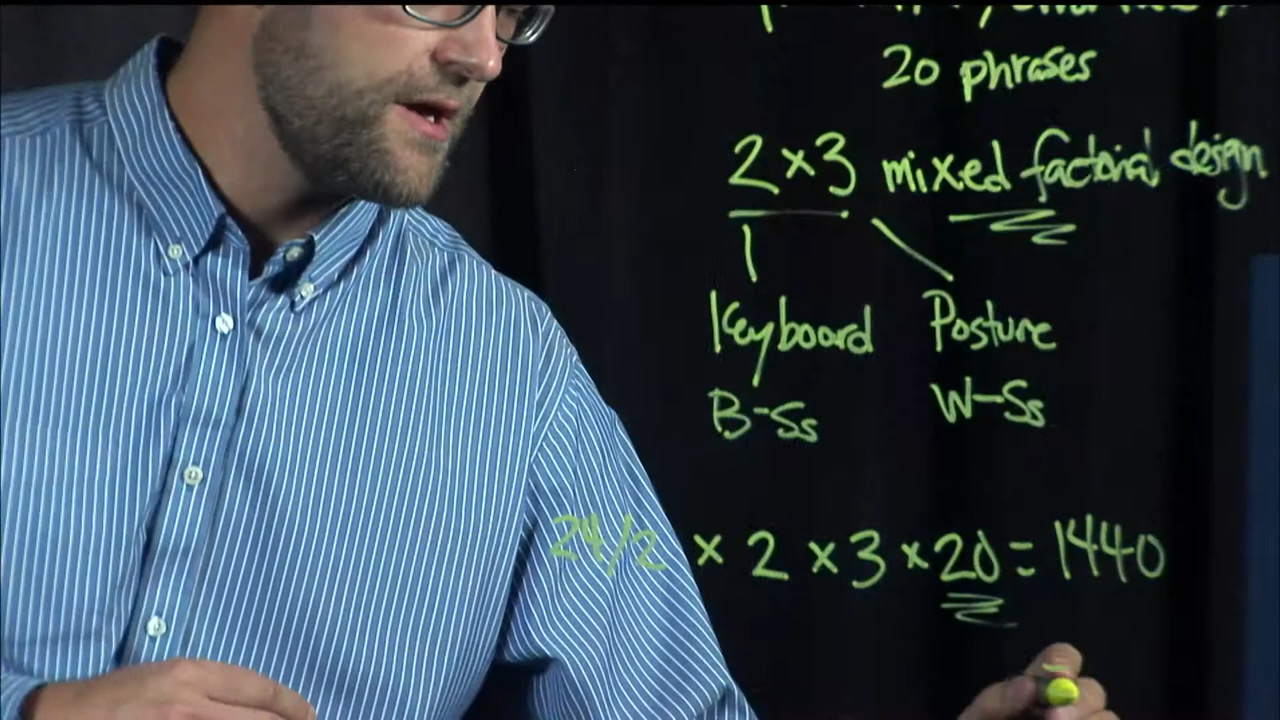 20 phrases
2×3 mixed factorial design
Keyboard Posture
B-Ss W-Ss
24/2 × 2 × 3 × 20 = 1440